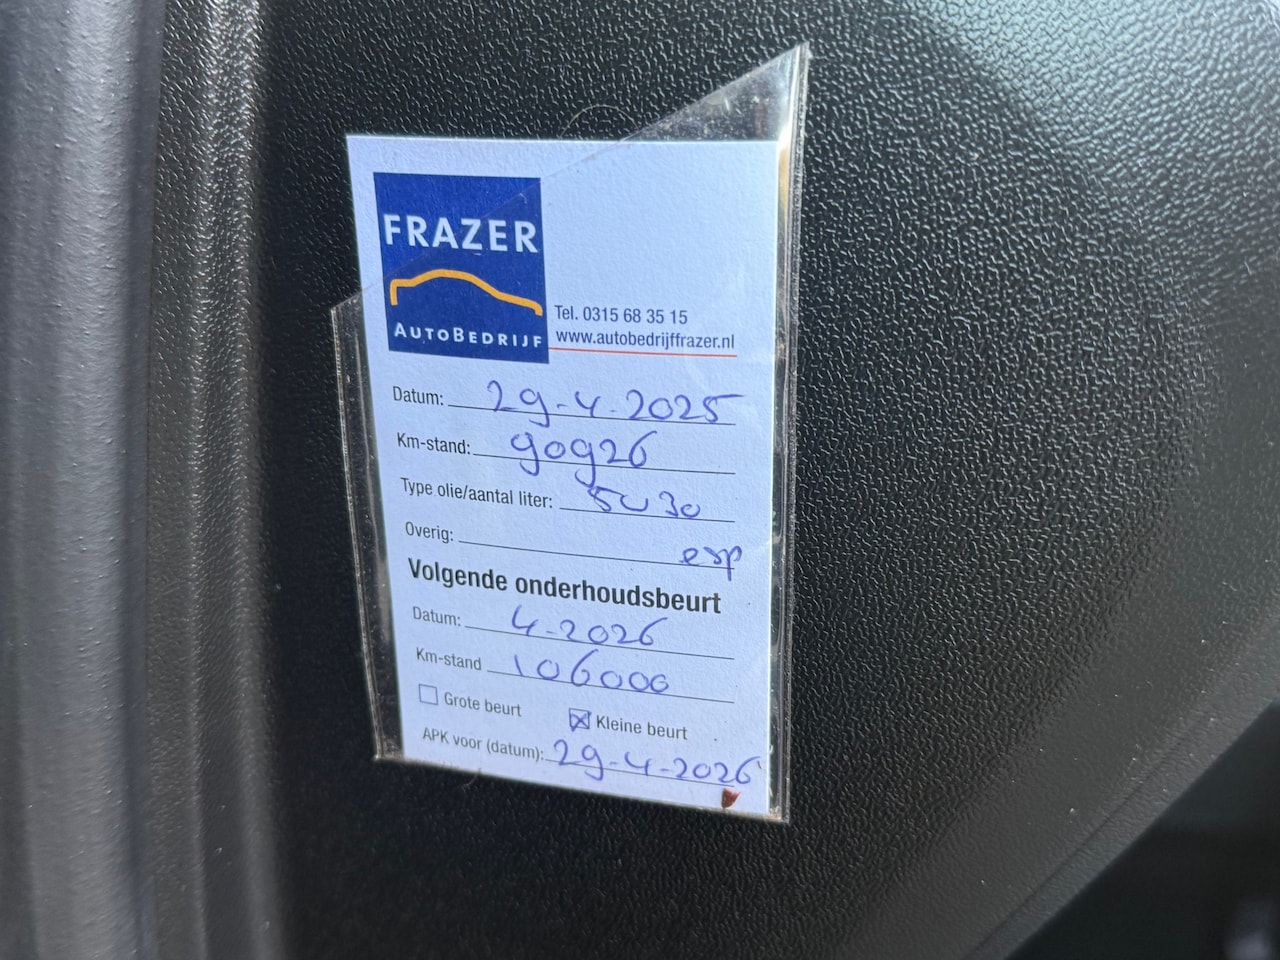 FRAZER
AUTOBEDRIJF
Tel. 0315 68 35 15
www.autobedrijffrazer.nl
Datum: 29-4-2025
Km-stand: 90926
Type olie/aantal liter: 5W30
Overig: esp
Volgende onderhoudsbeurt
Datum: 4-2026
Km-stand 106000
Grote beurt Kleine beurt
APK voor (datum): 29-4-2026